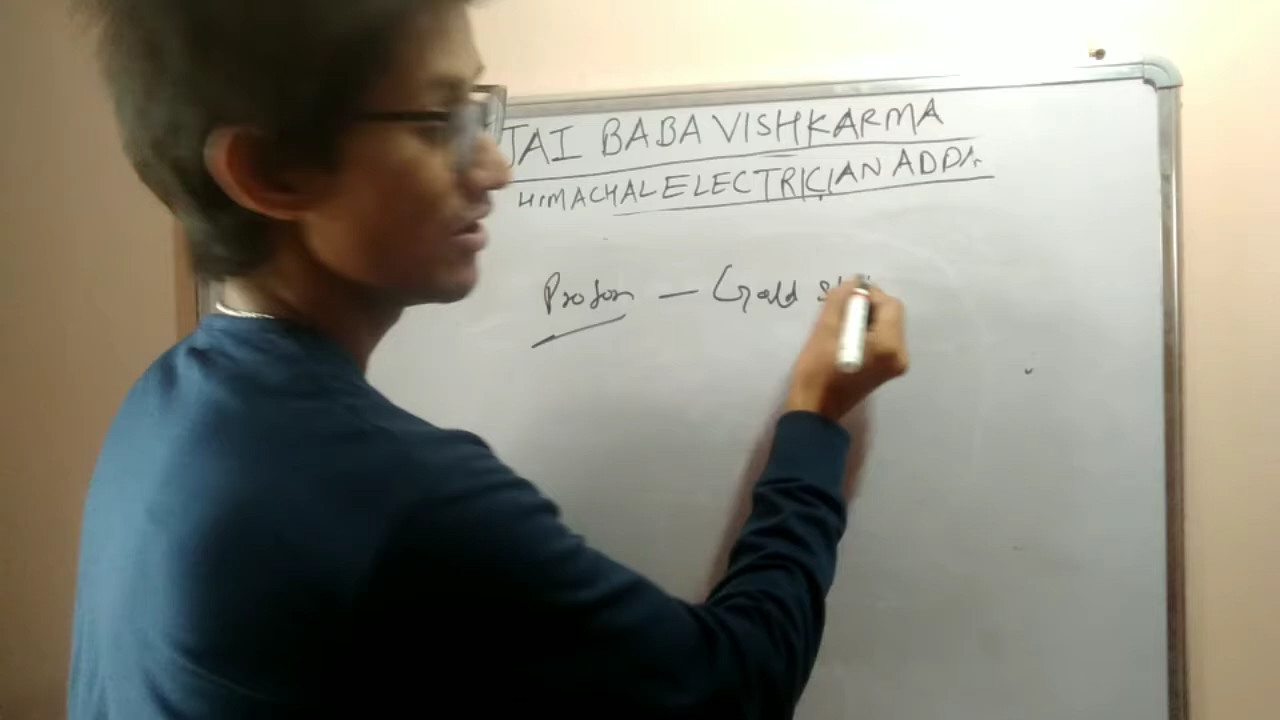 JAI BABA VISHKARMA
HIMACHAL ELECTRICIAN ADDA
Proton — Gold